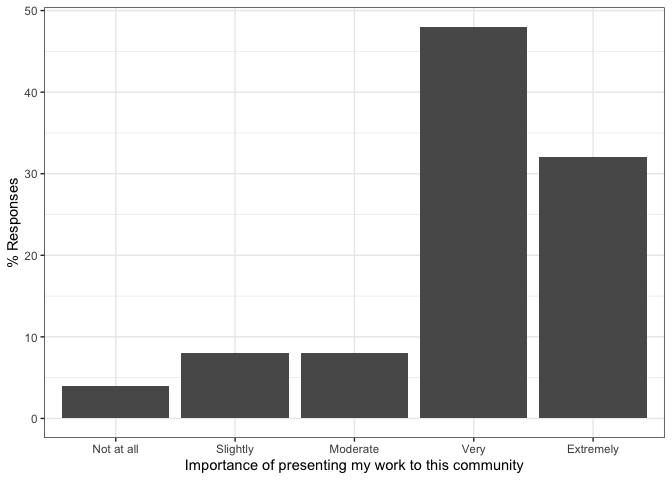 50
40
30
20
10
0
% Responses
Not at all Slightly Moderate Very Extremely
Importance of presenting my work to this community